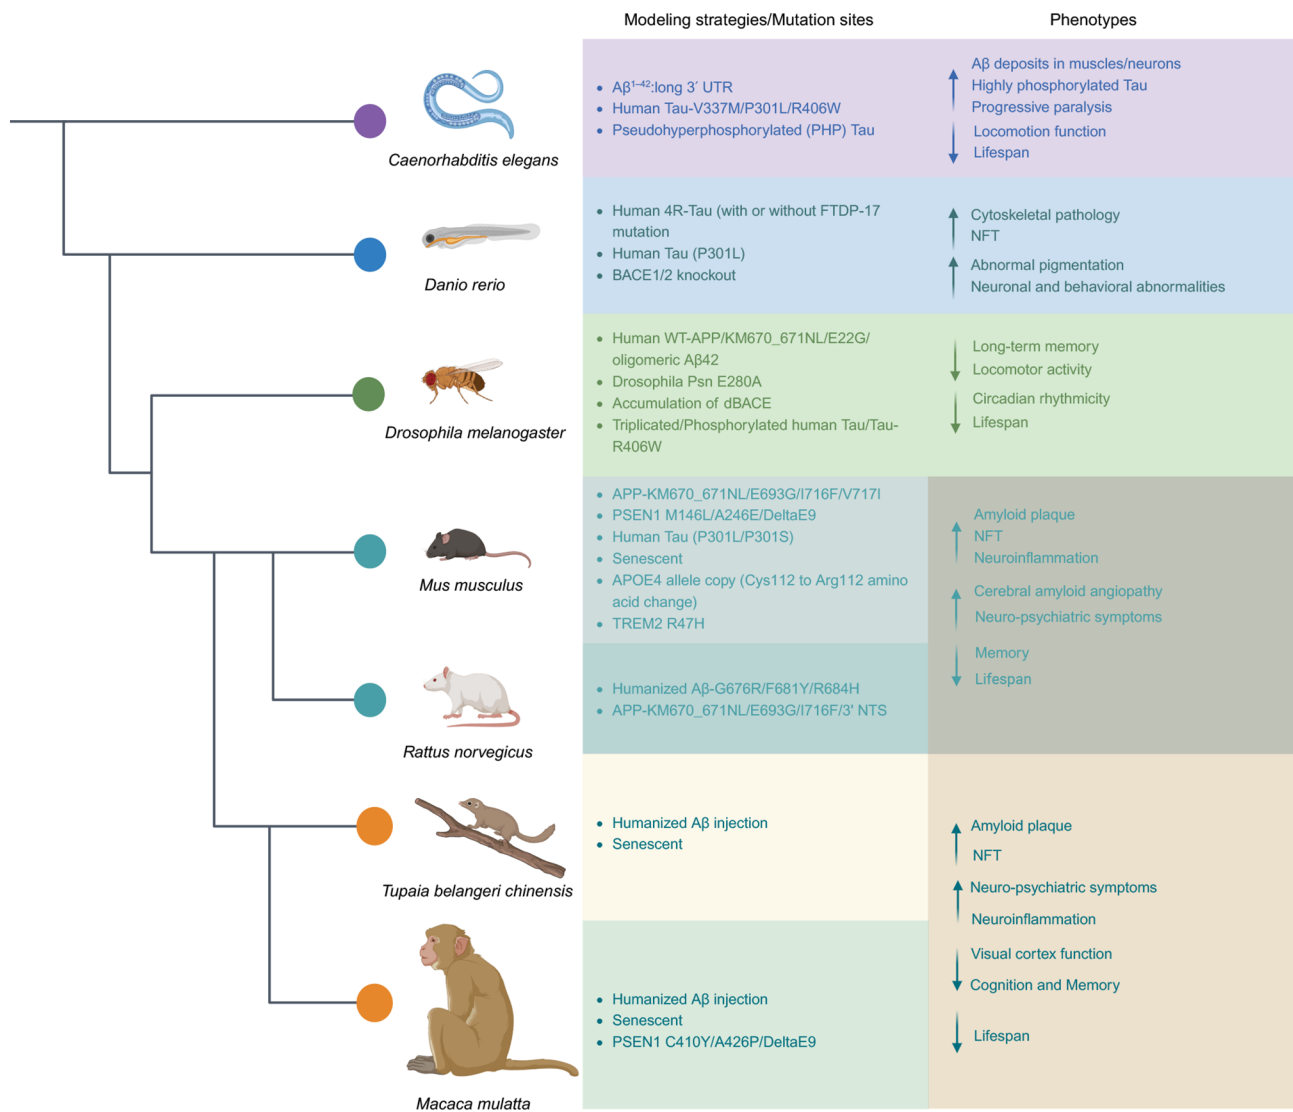 Modeling strategies/Mutation sites
Phenotypes
Caenorhabditis elegans
• Aβ¹⁻⁴²:long 3′ UTR
• Human Tau-V337M/P301L/R406W
• Pseudohyperphosphorylated (PHP) Tau
Aβ deposits in muscles/neurons
Highly phosphorylated Tau
Progressive paralysis
Locomotion function
Lifespan
Danio rerio
• Human 4R-Tau (with or without FTDP-17
mutation
• Human Tau (P301L)
• BACE1/2 knockout
Cytoskeletal pathology
NFT
Abnormal pigmentation
Neuronal and behavioral abnormalities
Drosophila melanogaster
• Human WT-APP/KM670_671NL/E22G/
oligomeric Aβ42
• Drosophila Psn E280A
• Accumulation of dBACE
• Triplicated/Phosphorylated human Tau/Tau-
R406W
Long-term memory
Locomotor activity
Circadian rhythmicity
Lifespan
Mus musculus
• APP-KM670_671NL/E693G/I716F/V717I
• PSEN1 M146L/A246E/DeltaE9
• Human Tau (P301L/P301S)
• Senescent
• APOE4 allele copy (Cys112 to Arg112 amino
acid change)
• TREM2 R47H
Rattus norvegicus
• Humanized Aβ-G676R/F681Y/R684H
• APP-KM670_671NL/E693G/I716F/3' NTS
Amyloid plaque
NFT
Neuroinflammation
Cerebral amyloid angiopathy
Neuro-psychiatric symptoms
Memory
Lifespan
Tupaia belangeri chinensis
• Humanized Aβ injection
• Senescent
Macaca mulatta
• Humanized Aβ injection
• Senescent
• PSEN1 C410Y/A426P/DeltaE9
Amyloid plaque
NFT
Neuro-psychiatric symptoms
Neuroinflammation
Visual cortex function
Cognition and Memory
Lifespan